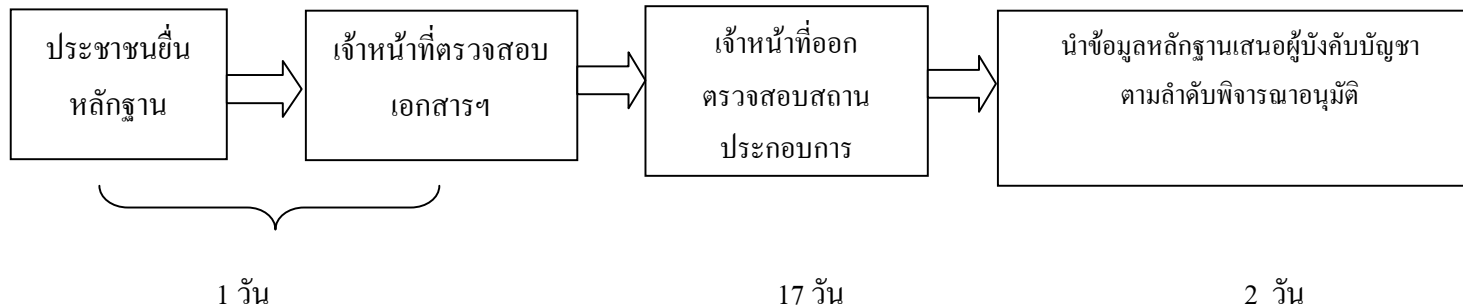 ประชาชนยื่น
หลักฐาน
เจ้าหน้าที่ตรวจสอบ
เอกสารฯ
เจ้าหน้าที่ออก
ตรวจสอบสถาน
ประกอบการ
นำข้อมูลหลักฐานเสนอผู้บังคับบัญชา
ตามลำดับพิจารณาอนุมัติ
1 วัน
17 วัน
2 วัน